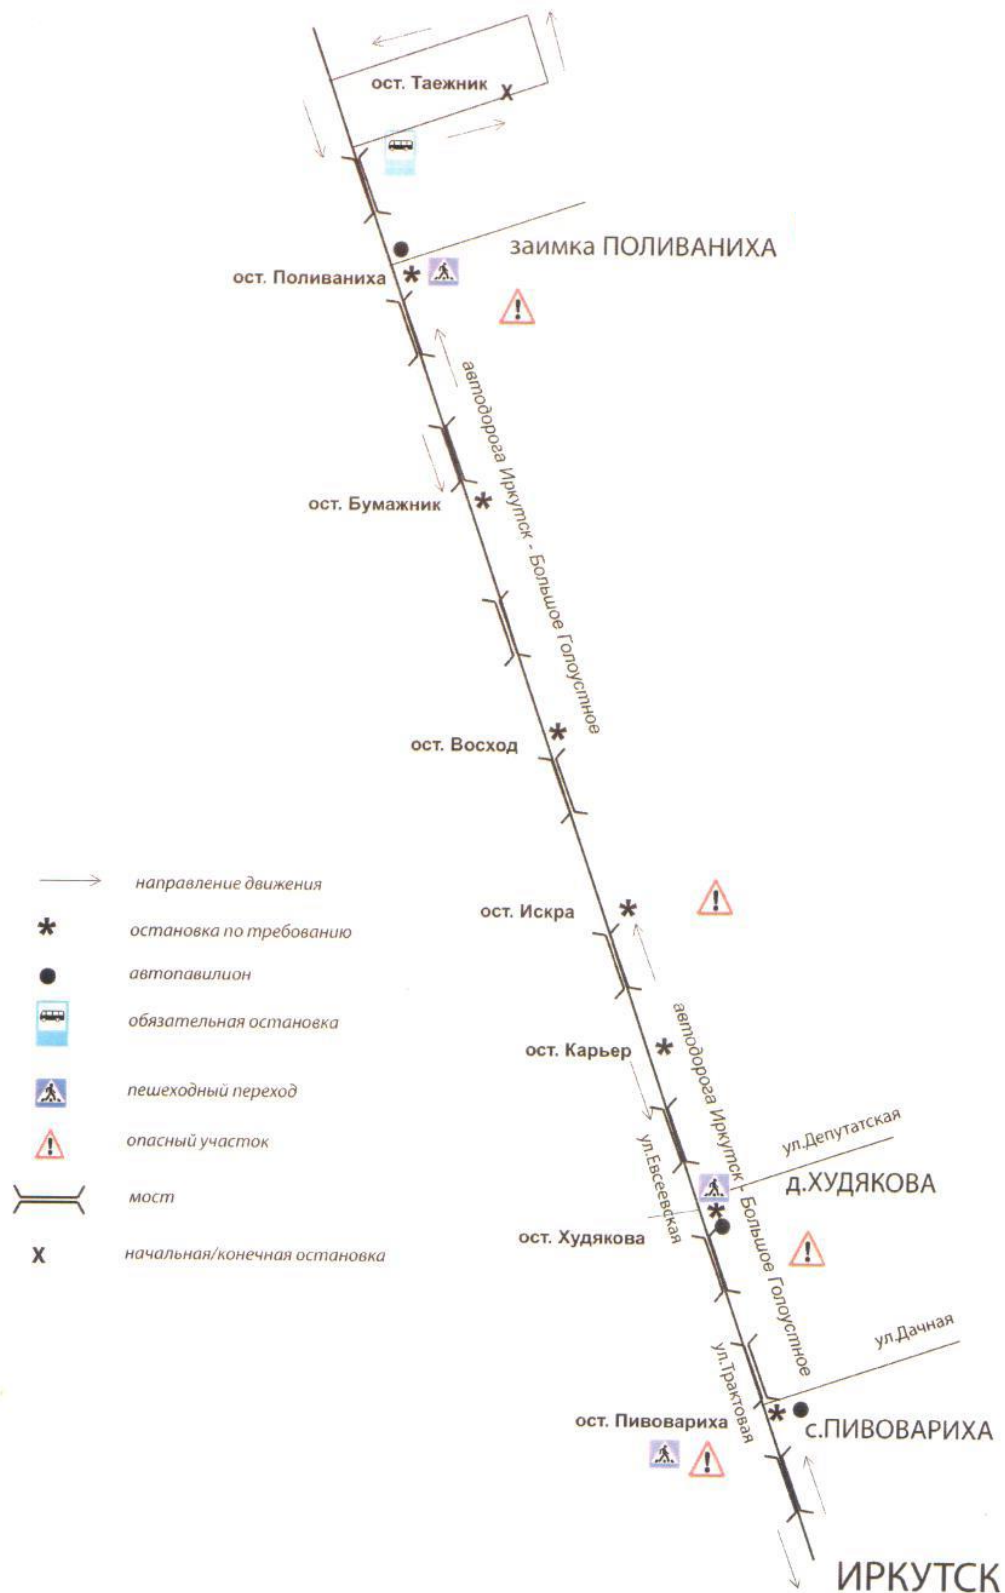 ост. Таежник
X
заимка ПОЛИВАНИХА
ост. Поливаниха
автодорога Иркутск - Большое Голоустное
ост. Бумажник
ост. Восход
направление движения
ост. Искра
остановка по требованию
автопавилион
обязательная остановка
автодорога Иркутск - Большое Голоустное
ост. Карьер
пешеходный переход
ул.Депутатская
опасный участок
ул.Евсеевская
д.ХУДЯКОВА
мост
ост. Худякова
X
начальная/конечная остановка
ул.Дачная
ул.Трактовая
ост. Пивовариха
с.ПИВОВАРИХА
ИРКУТСК